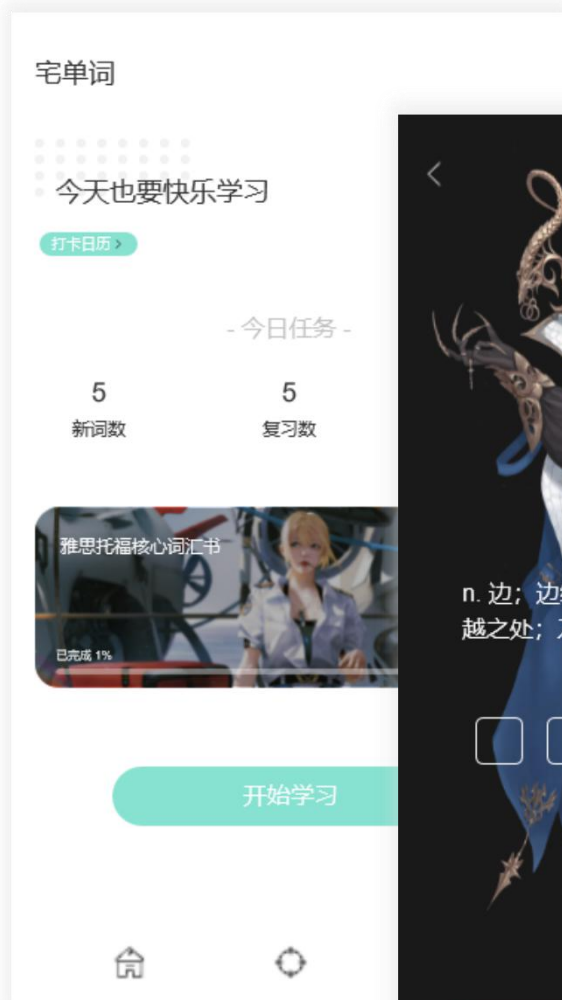 宅单词
今天也要快乐学习
打卡日历 >
- 今日任务 -
5
5
新词数
复习数
雅思托福核心词汇书
已完成 1%
n. 边；边
越之处；
开始学习